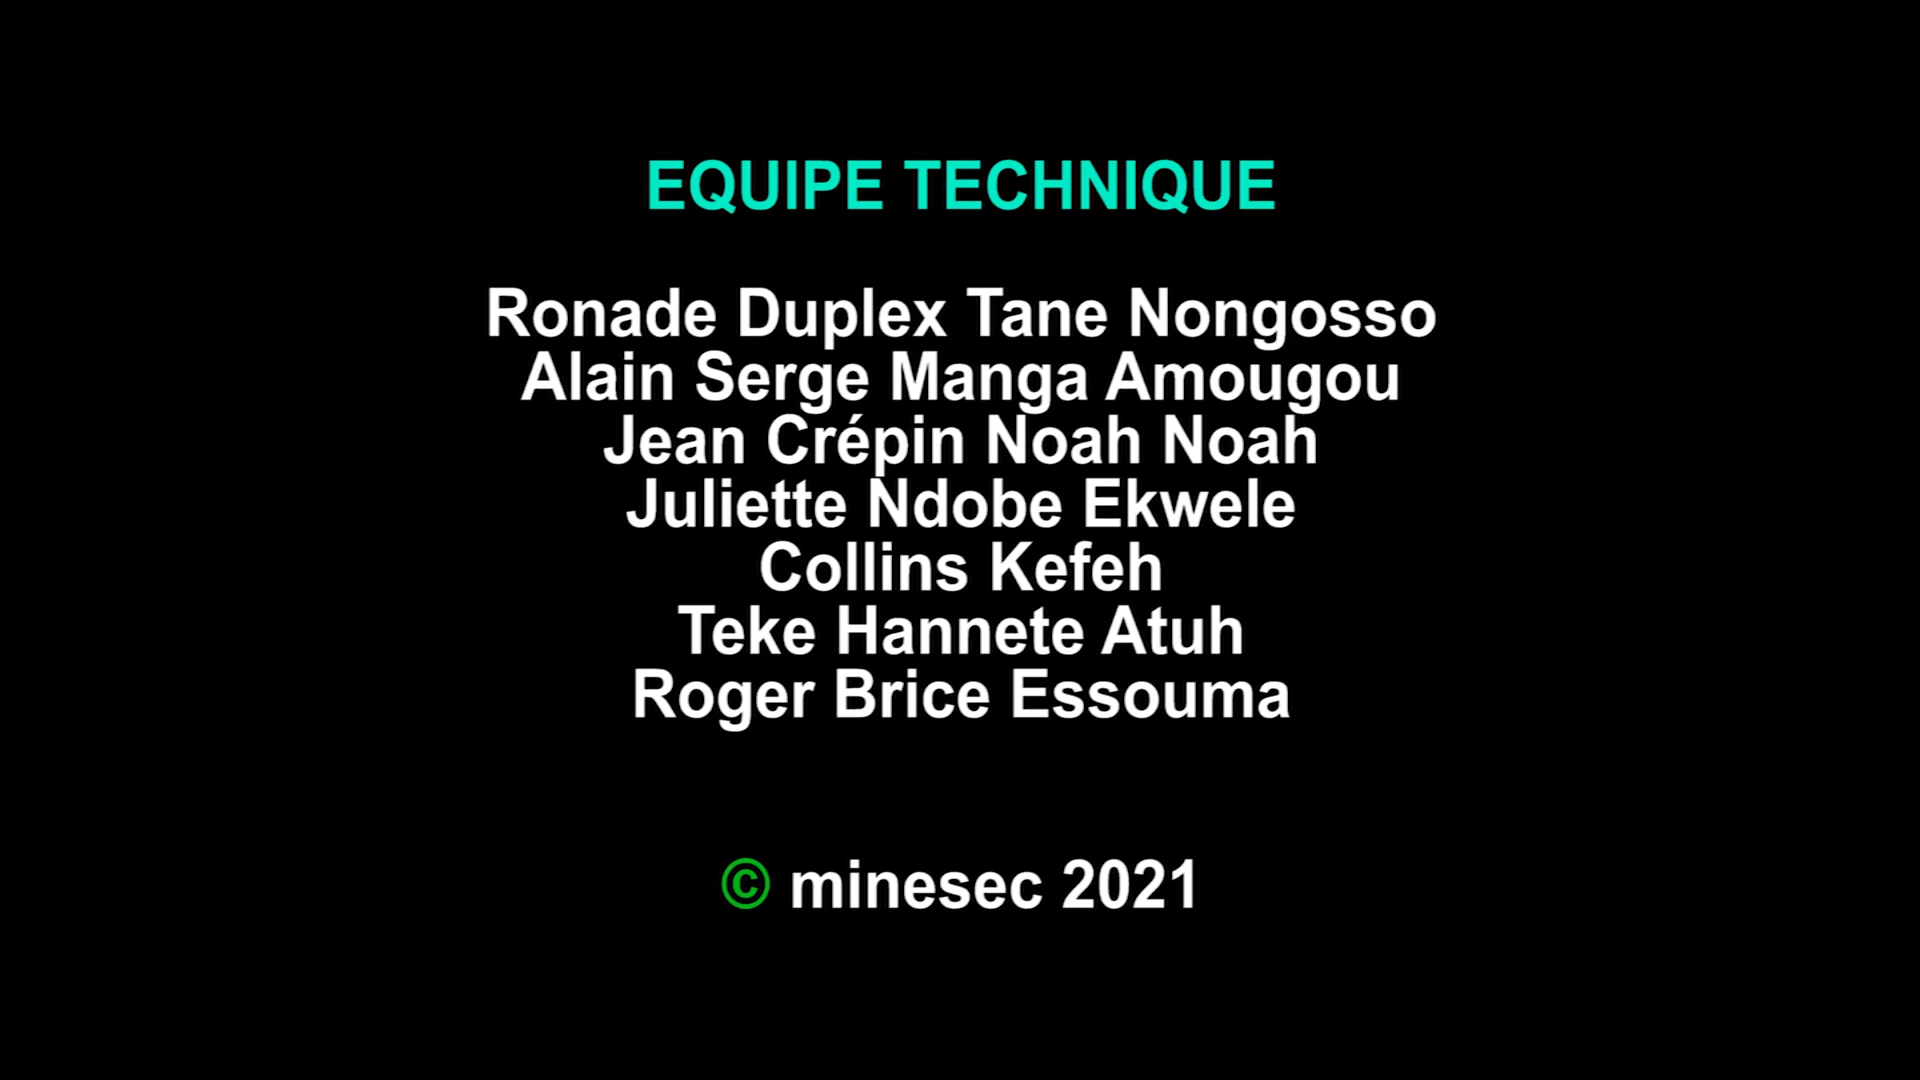 EQUIPE TECHNIQUE
Ronade Duplex Tane Nongosso
Alain Serge Manga Amougou
Jean Crépin Noah Noah
Juliette Ndobe Ekwele
Collins Kefeh
Teke Hannete Atuh
Roger Brice Essouma
© minesec 2021